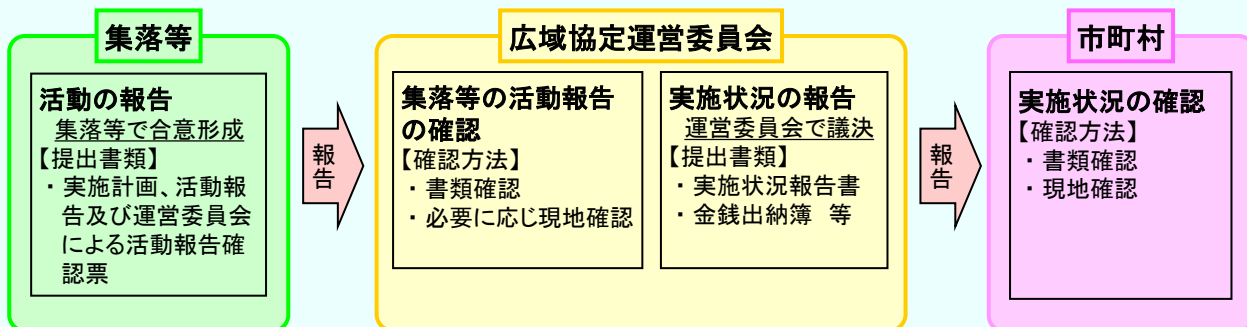 集落等
活動の報告
集落等で合意形成
【提出書類】
・実施計画、活動報
告及び運営委員会
による活動報告確
認票
報告
広域協定運営委員会
集落等の活動報告
の確認
【確認方法】
・書類確認
・必要に応じ現地確認
実施状況の報告
運営委員会で議決
【提出書類】
・実施状況報告書
・金銭出納簿　等
報告
市町村
実施状況の確認
【確認方法】
・書類確認
・現地確認